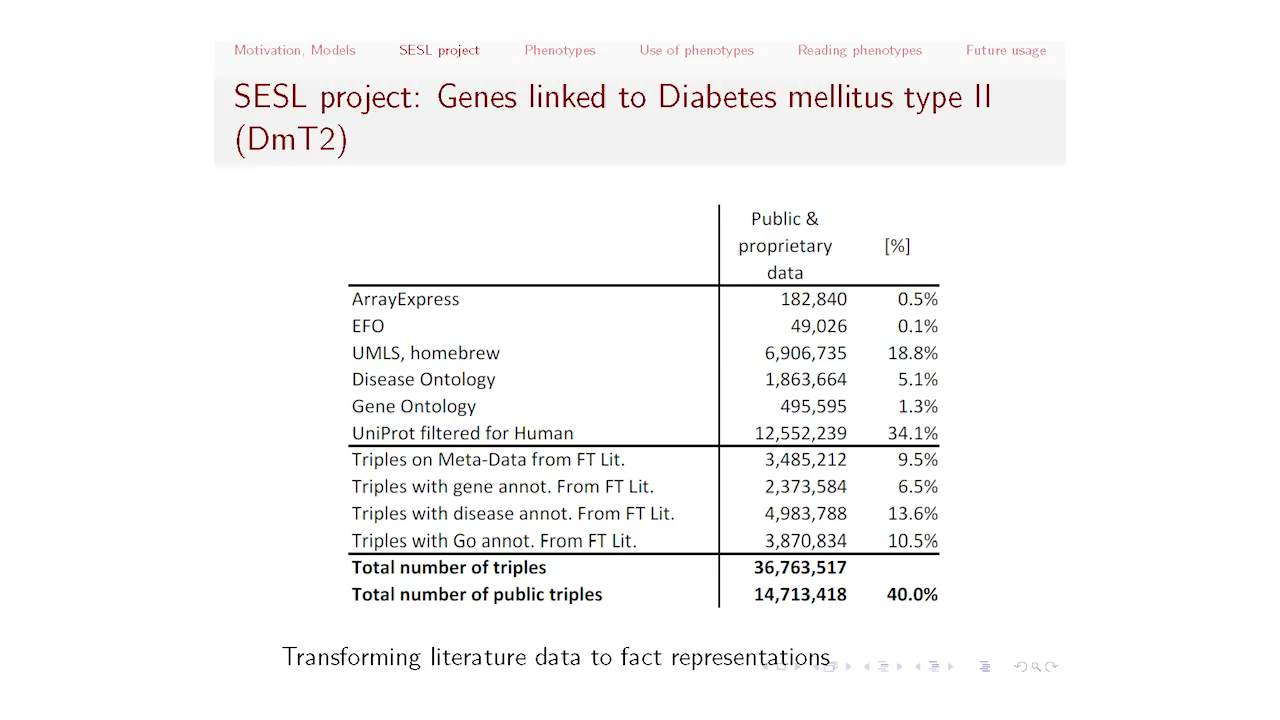 Motivation, Models SESL project Phenotypes Use of phenotypes Reading phenotypes Future usage
SESL project: Genes linked to Diabetes mellitus type II
(DmT2)
Public &
proprietary [%]
data
ArrayExpress 182,840 0.5%
EFO 49,026 0.1%
UMLS, homebrew 6,906,735 18.8%
Disease Ontology 1,863,664 5.1%
Gene Ontology 495,595 1.3%
UniProt filtered for Human 12,552,239 34.1%
Triples on Meta-Data from FT Lit. 3,485,212 9.5%
Triples with gene annot. From FT Lit. 2,373,584 6.5%
Triples with disease annot. From FT Lit. 4,983,788 13.6%
Triples with Go annot. From FT Lit. 3,870,834 10.5%
Total number of triples 36,763,517
Total number of public triples 14,713,418 40.0%
Transforming literature data to fact representations